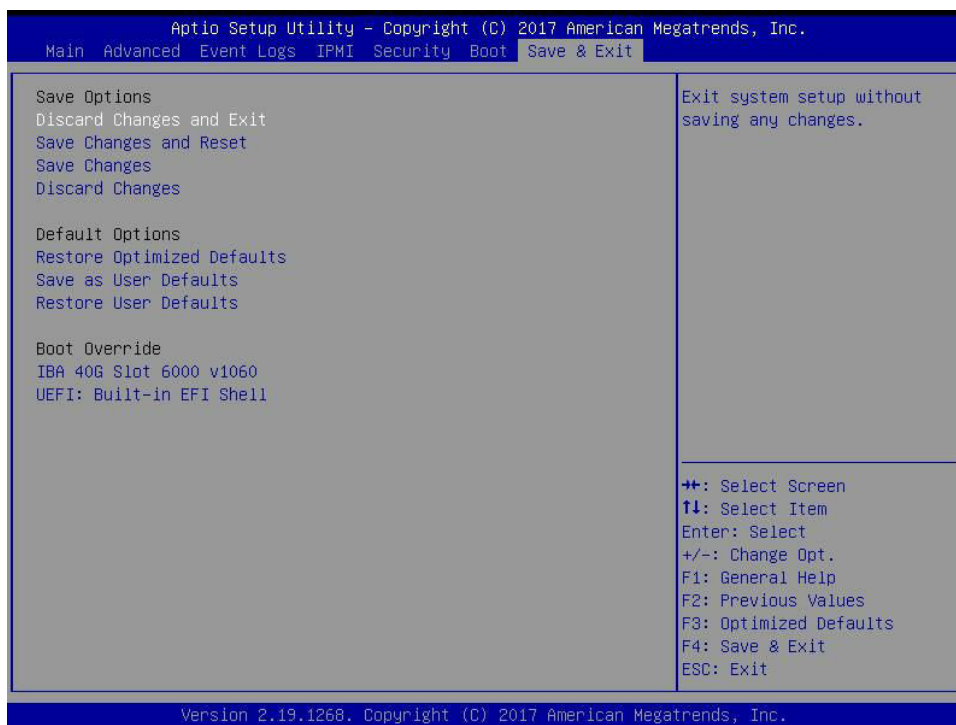 Aptio Setup Utility – Copyright (C) 2017 American Megatrends, Inc.
Main Advanced Event Logs IPMI Security Boot Save & Exit
Save Options
Discard Changes and Exit
Save Changes and Reset
Save Changes
Discard Changes
Default Options
Restore Optimized Defaults
Save as User Defaults
Restore User Defaults
Boot Override
IBA 40G Slot 6000 v1060
UEFI: Built-in EFI Shell
Exit system setup without
saving any changes.
→←: Select Screen
↑↓: Select Item
Enter: Select
+/-: Change Opt.
F1: General Help
F2: Previous Values
F3: Optimized Defaults
F4: Save & Exit
ESC: Exit
Version 2.19.1268. Copyright (C) 2017 American Megatrends, Inc.